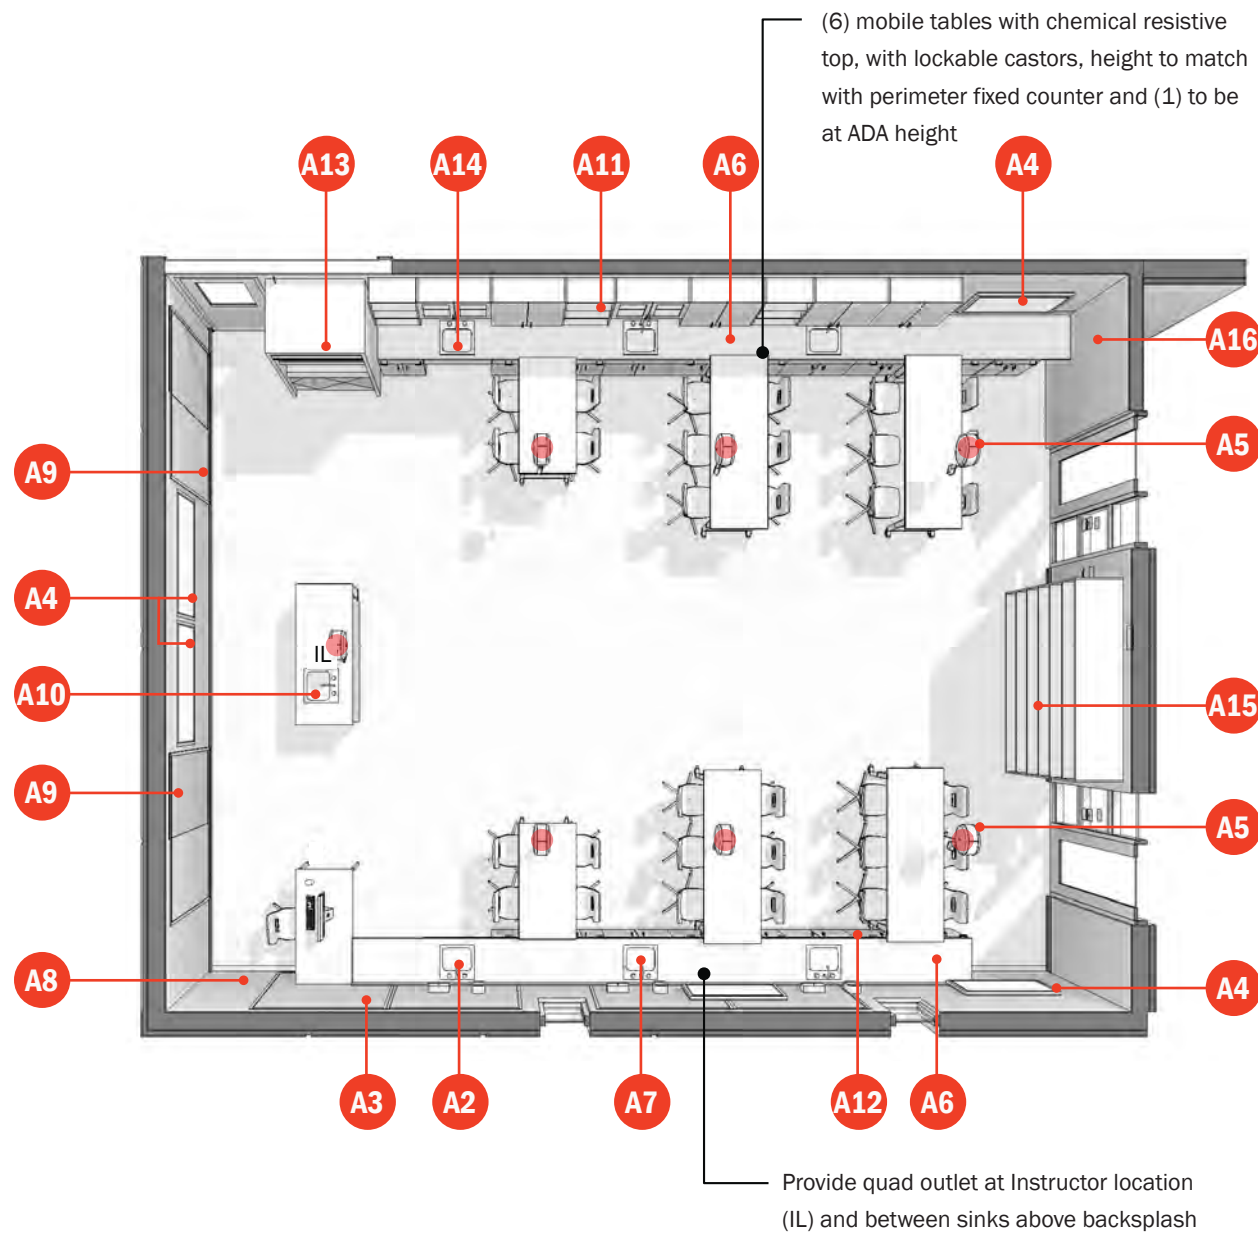 (6) mobile tables with chemical resistive
top, with lockable castors, height to match
with perimeter fixed counter and (1) to be
at ADA height
A13
A14
A11
A6
A4
A16
A9
A5
A4
IL
A10
A15
A9
A5
A8
A4
A3
A2
A7
A12
A6
Provide quad outlet at Instructor location
(IL) and between sinks above backsplash